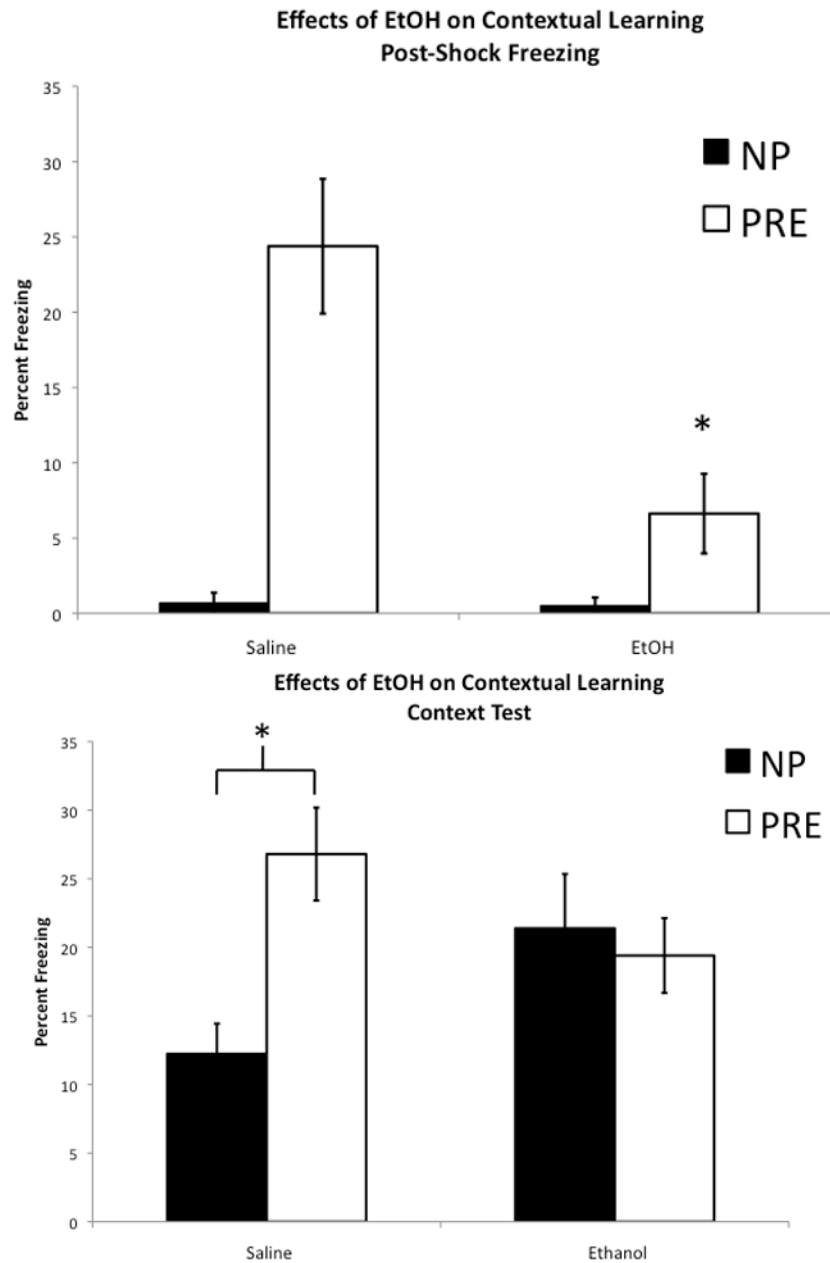 Effects of EtOH on Contextual Learning
Post-Shock Freezing
35
30
25
20
15
10
5
0
Percent Freezing
NP
PRE
*
Saline
EtOH
Effects of EtOH on Contextual Learning
Context Test
35
30
25
20
15
10
5
0
Percent Freezing
*
NP
PRE
Saline
Ethanol